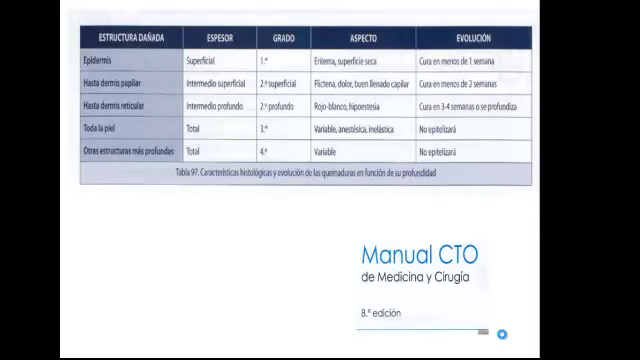 ESTRUCTURA DAÑADA ESPESOR GRADO ASPECTO EVOLUCIÓN
Epidermis Superficial 1.º Eritema, superficie seca Cura en menos de 1 semana
Hasta dermis papilar Intermedio superficial 2.º superficial Flictena, dolor, buen llenado capilar Cura en menos de 2 semanas
Hasta dermis reticular Intermedio profundo 2.º profundo Rojo-blanco, hipoestesia Cura en 3-4 semanas o se profundiza
Toda la piel Total 3.º Variable, anestésica, inelástica No epitelizará
Otras estructuras más profundas Total 4.º Variable No epitelizará
Tabla 97. Características histológicas y evolución de las quemaduras en función de su profundidad
Manual CTO
de Medicina y Cirugía
8.ª edición